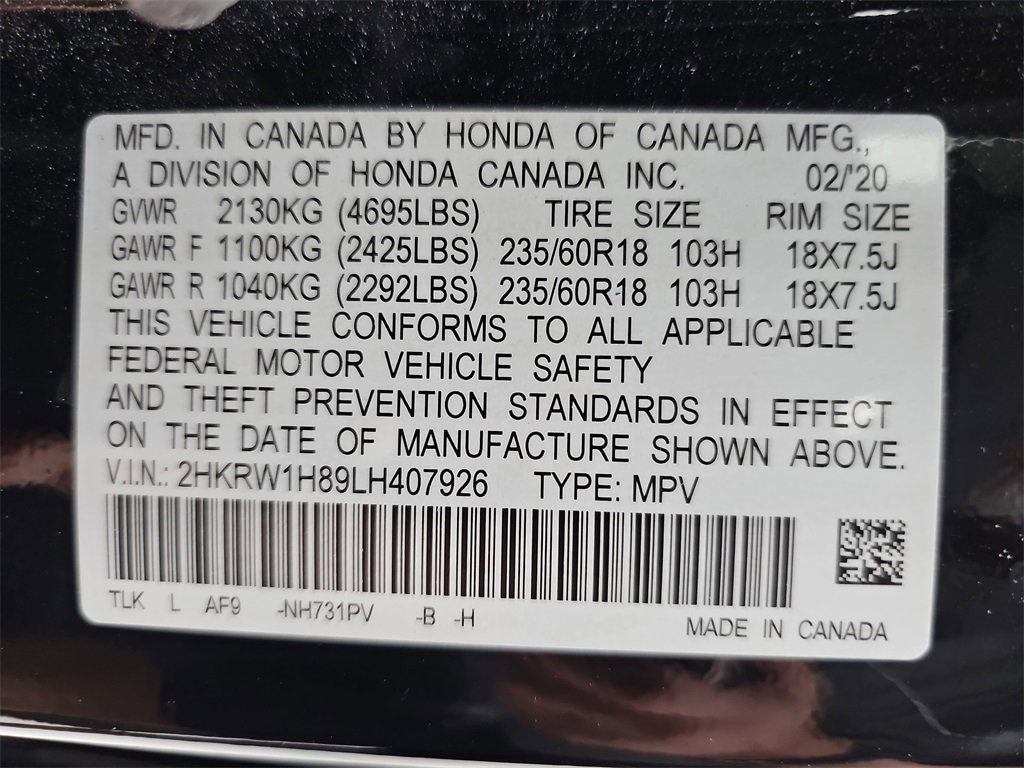 MFD. IN CANADA BY HONDA OF CANADA MFG.,
A DIVISION OF HONDA CANADA INC. 02/'20
GVWR 2130KG (4695LBS) TIRE SIZE RIM SIZE
GAWR F 1100KG (2425LBS) 235/60R18 103H 18X7.5J
GAWR R 1040KG (2292LBS) 235/60R18 103H 18X7.5J
THIS VEHICLE CONFORMS TO ALL APPLICABLE
FEDERAL MOTOR VEHICLE SAFETY
AND THEFT PREVENTION STANDARDS IN EFFECT
ON THE DATE OF MANUFACTURE SHOWN ABOVE.
V.I.N.: 2HKRW1H89LH407926 TYPE: MPV
TLK L AF9 -NH731PV -B -H
MADE IN CANADA